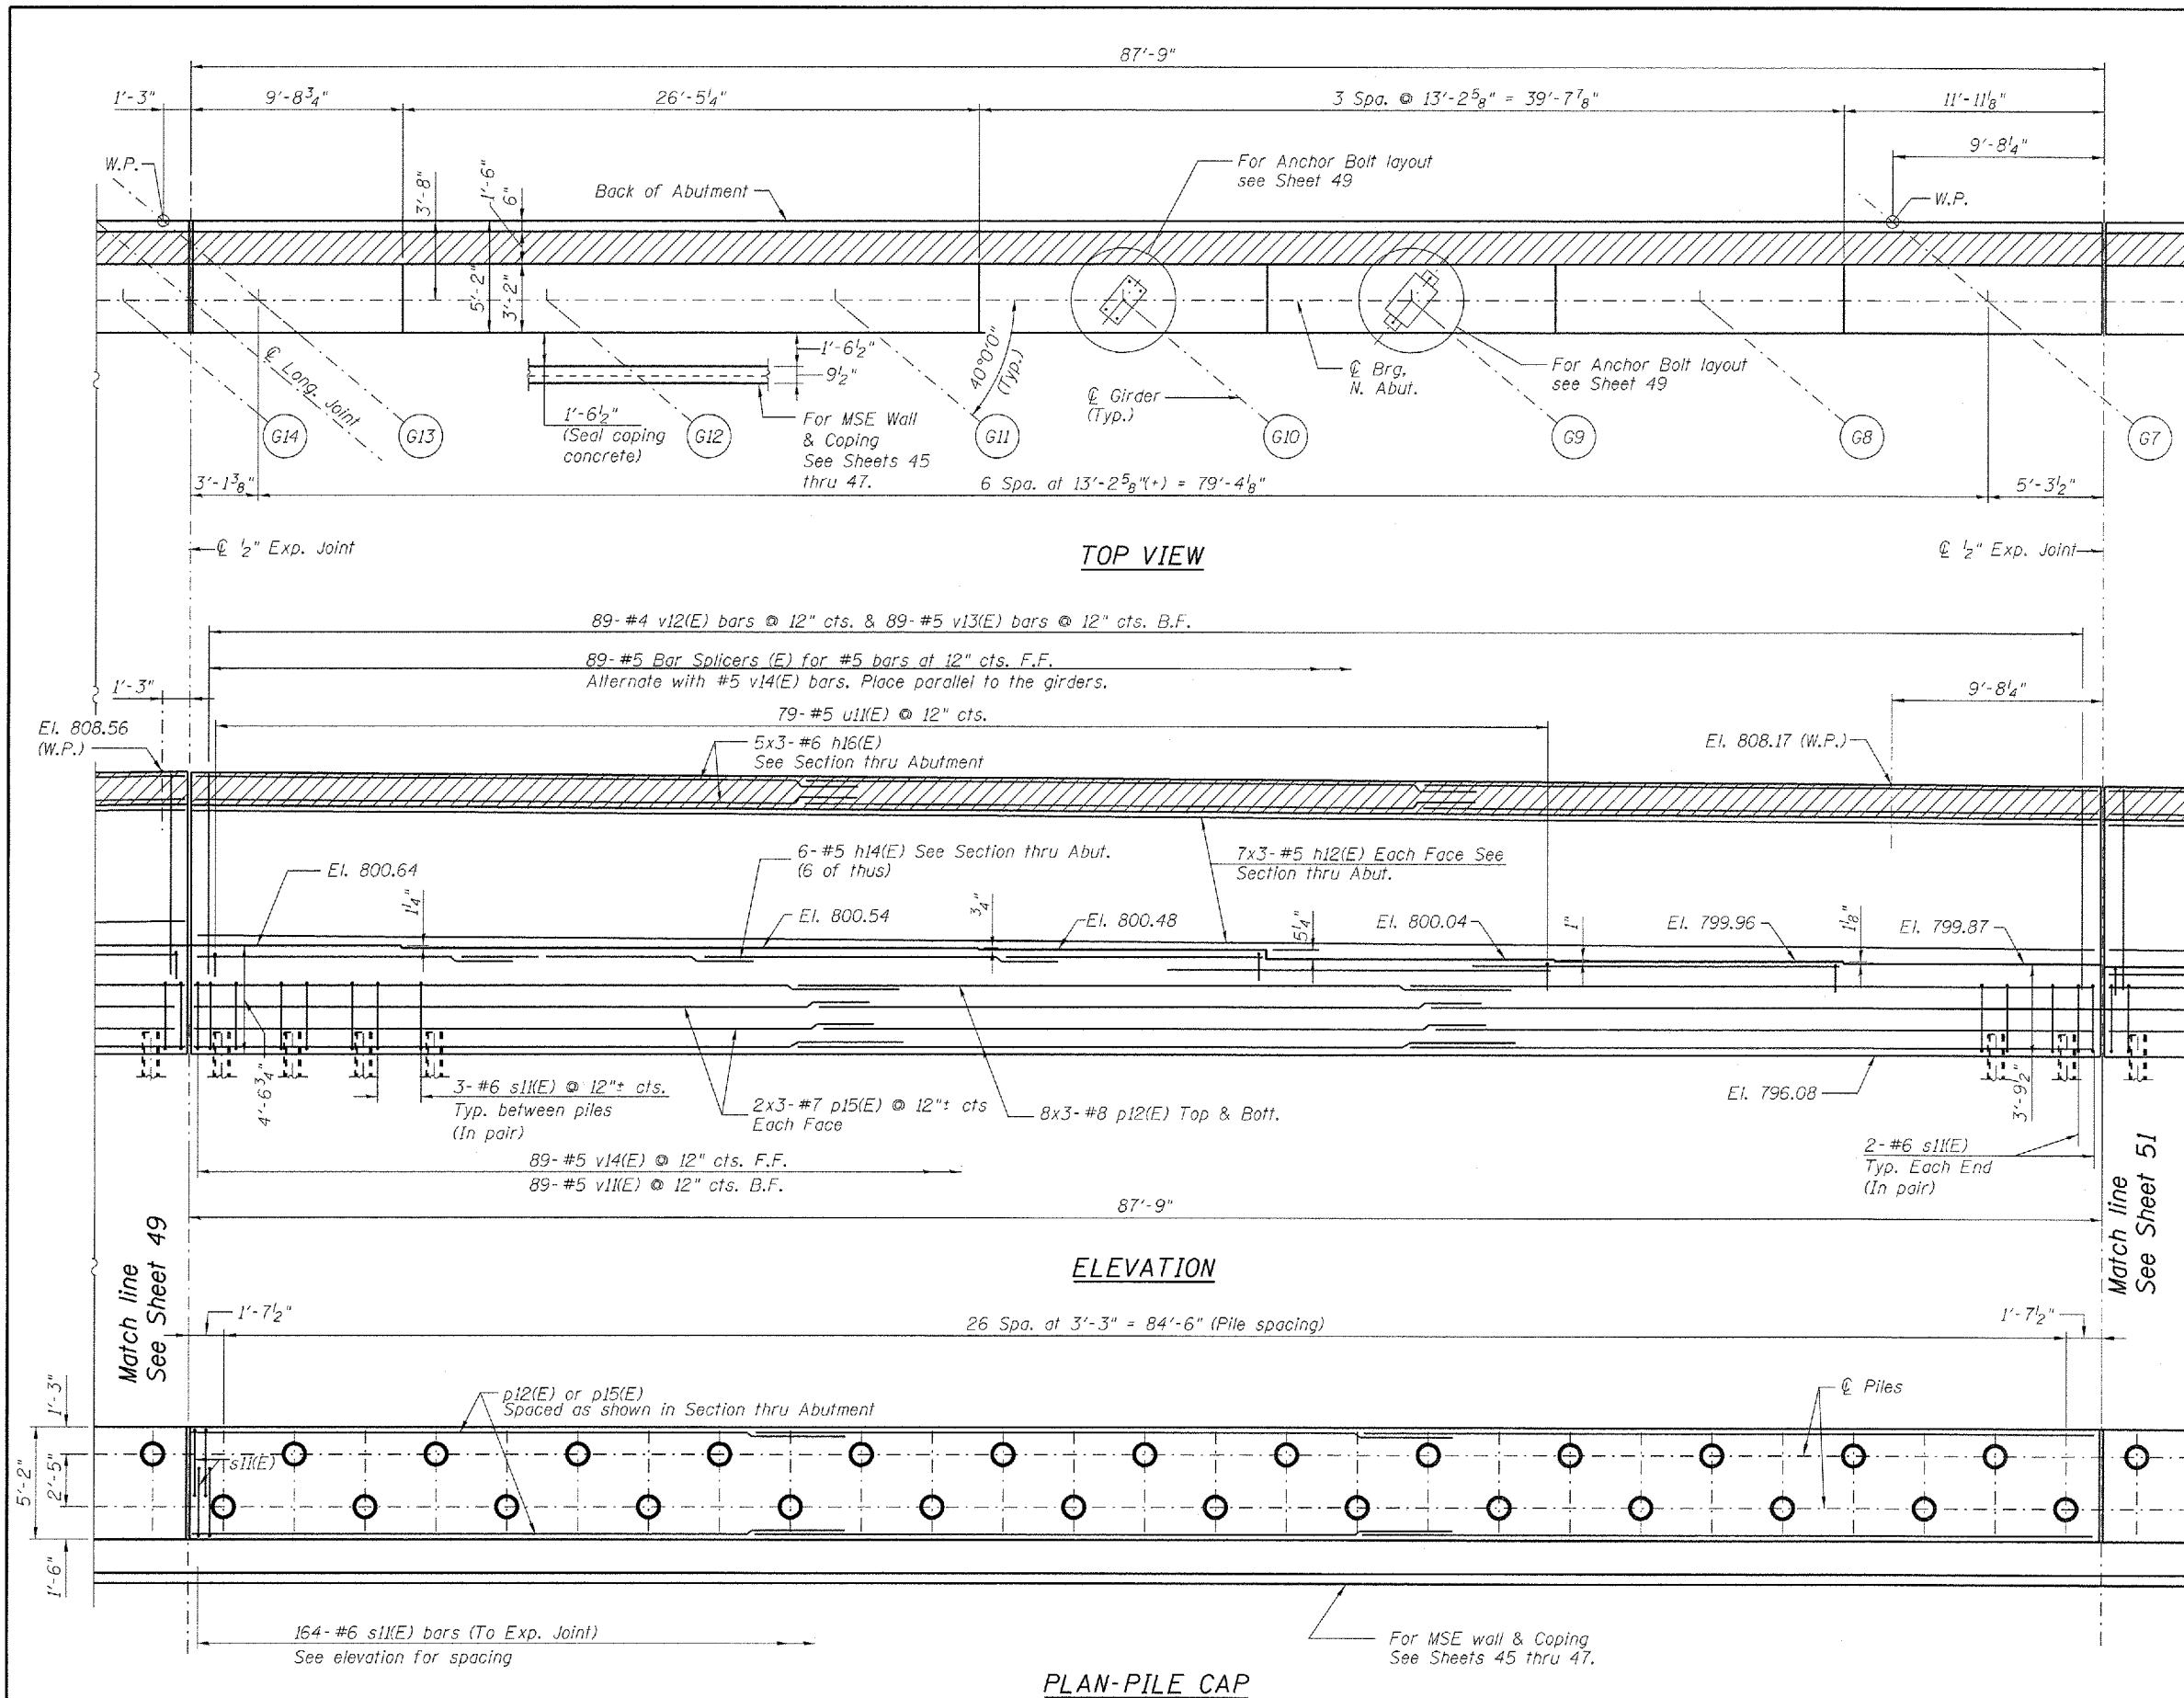 87'-9"
1'-3"
9'-8¾"
26'-5¼"
3 Spa. @ 13'-2⅝" = 39'-7⅞"
11'-11⅛"
9'-8¼"
W.P.
3'-8"
1'-6"
6"
Back of Abutment
For Anchor Bolt layout
see Sheet 49
W.P.
5'-2"
3'-2"
1'-6½"
9½"
40°0'0"
(Typ.)
℄ Long. Joint
℄ Brg.
N. Abut.
For Anchor Bolt layout
see Sheet 49
℄ Girder
(Typ.)
1'-6½"
(Seal coping
concrete)
For MSE Wall
& Coping
See Sheets 45
thru 47.
G14
G13
G12
G11
G10
G9
G8
G7
3'-1⅜"
6 Spa. at 13'-2⅝"(+) = 79'-4⅛"
5'-3½"
℄ ½" Exp. Joint
TOP VIEW
℄ ½" Exp. Joint
89-#4 v12(E) bars @ 12" cts. & 89-#5 v13(E) bars @ 12" cts. B.F.
89-#5 Bar Splicers (E) for #5 bars at 12" cts. F.F.
Alternate with #5 v14(E) bars. Place parallel to the girders.
1'-3"
9'-8¼"
79-#5 u11(E) @ 12" cts.
El. 808.56
(W.P.)
5x3-#6 h16(E)
See Section thru Abutment
El. 808.17 (W.P.)
El. 800.64
6-#5 h14(E) See Section thru Abut.
(6 of thus)
7x3-#5 h12(E) Each Face See
Section thru Abut.
1¼"
El. 800.54
¾"
El. 800.48
5¼"
El. 800.04
1"
El. 799.96
1⅛"
El. 799.87
4'-6¾"
3-#6 s11(E) @ 12"± cts.
Typ. between piles
(In pair)
2x3-#7 p15(E) @ 12"± cts
Each Face
8x3-#8 p12(E) Top & Bott.
El. 796.08
3'-9½"
2-#6 s11(E)
Typ. Each End
(In pair)
89-#5 v14(E) @ 12" cts. F.F.
89-#5 v11(E) @ 12" cts. B.F.
87'-9"
Match line
See Sheet 49
ELEVATION
Match line
See Sheet 51
1'-7½"
26 Spa. at 3'-3" = 84'-6" (Pile spacing)
1'-7½"
1'-3"
p12(E) or p15(E)
Spaced as shown in Section thru Abutment
℄ Piles
5'-2"
2'-5"
s11(E)
1'-6"
164-#6 s11(E) bars (To Exp. Joint)
See elevation for spacing
For MSE wall & Coping
See Sheets 45 thru 47.
PLAN-PILE CAP